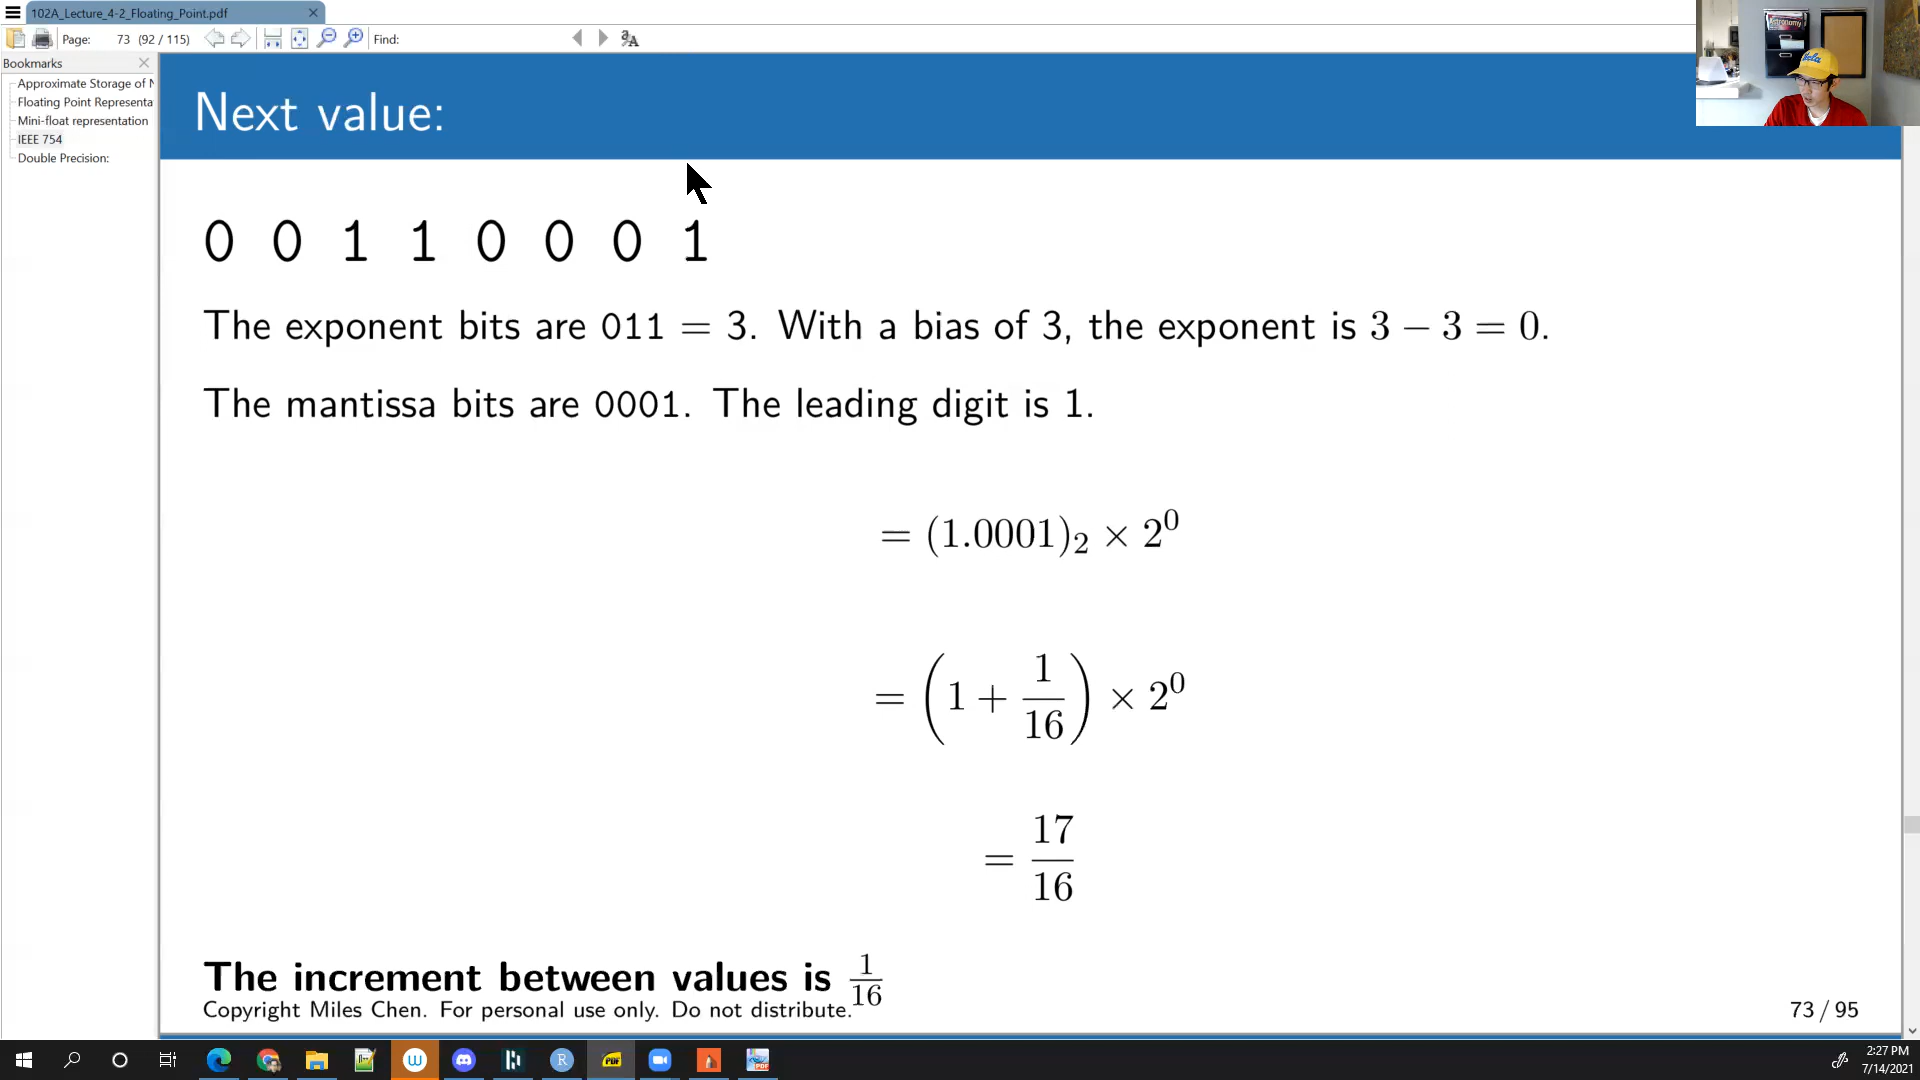 102A_Lecture_4-2_Floating_Point.pdf
Page: 73 (92 / 115) Find:
Bookmarks
Approximate Storage of N
Floating Point Representa
Mini-float representation
IEEE 754
Double Precision:
Next value:
0 0 1 1 0 0 0 1
The exponent bits are 011 = 3. With a bias of 3, the exponent is 3 − 3 = 0.
The mantissa bits are 0001. The leading digit is 1.
= (1.0001)₂ × 2⁰
= (1 + 1/16) × 2⁰
= 17/16
The increment between values is 1/16
Copyright Miles Chen. For personal use only. Do not distribute.
73 / 95
2:27 PM
7/14/2021